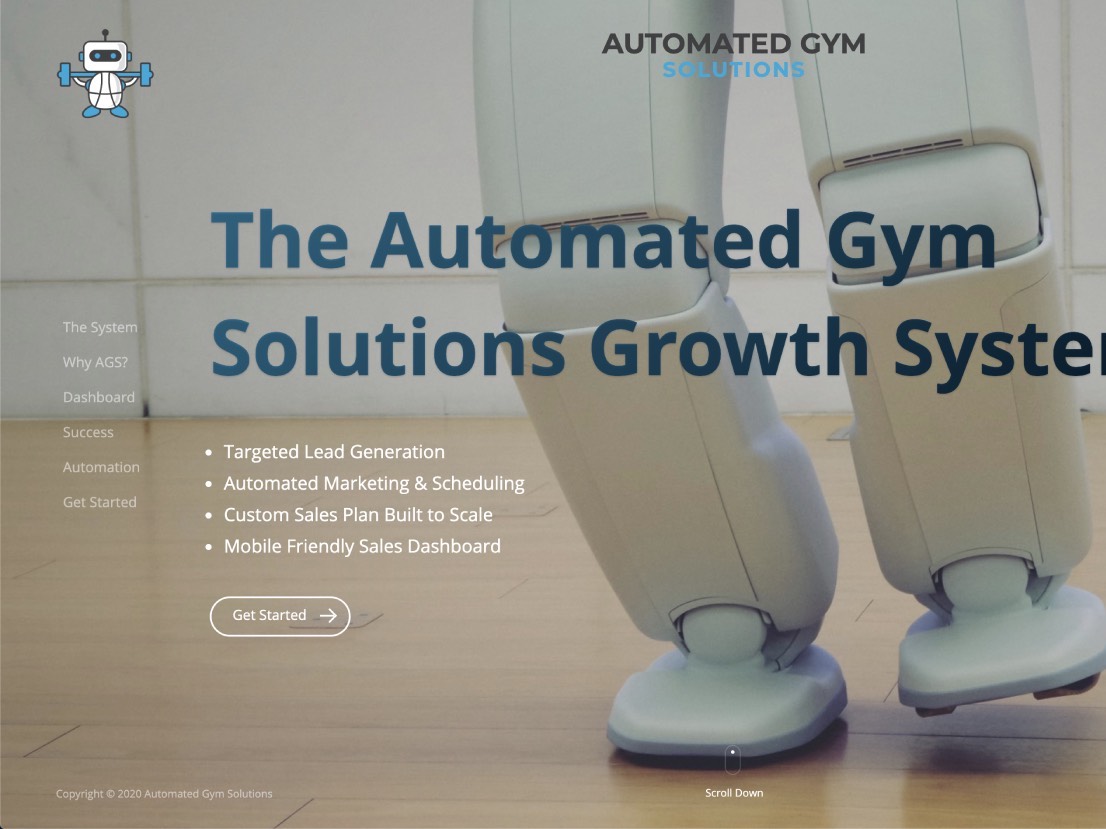 AUTOMATED GYM
SOLUTIONS
The Automated Gym
Solutions Growth System
The System
Why AGS?
Dashboard
Success
Automation
Get Started
• Targeted Lead Generation
• Automated Marketing & Scheduling
• Custom Sales Plan Built to Scale
• Mobile Friendly Sales Dashboard
Get Started
Scroll Down
Copyright © 2020 Automated Gym Solutions